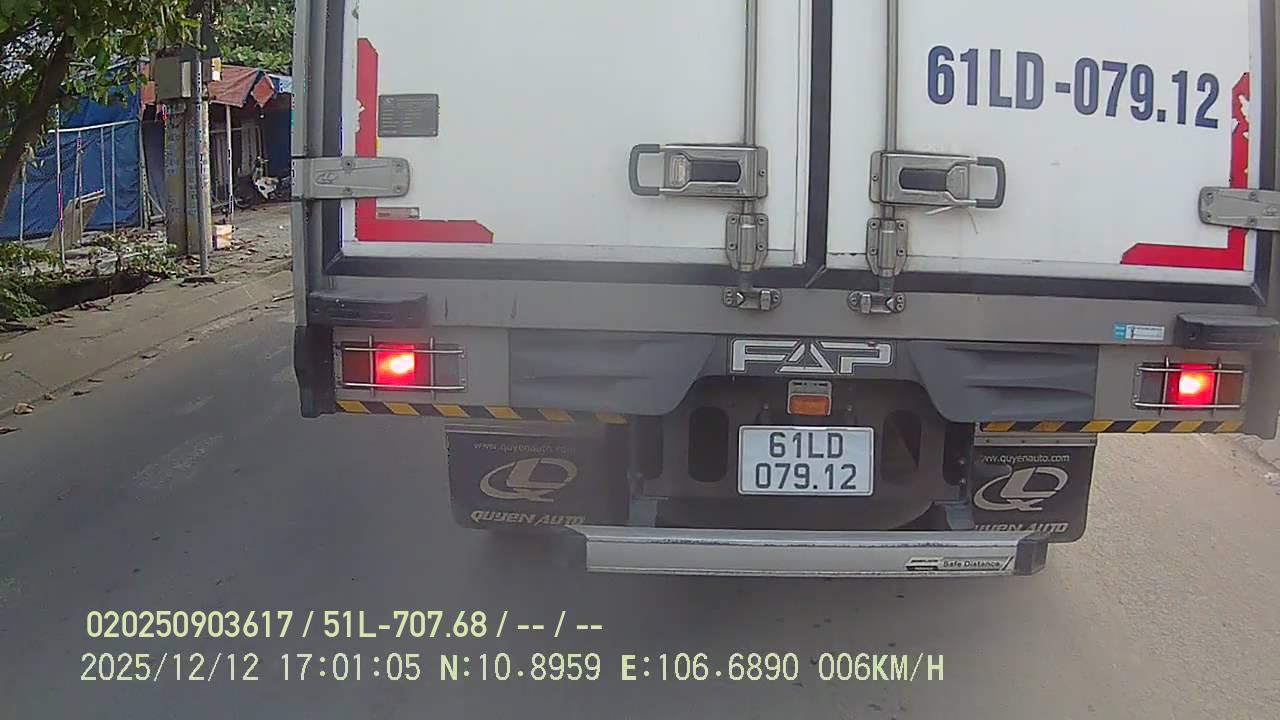 61LD-079.12
FAP
61LD
079.12
www.quyenauto.com
QUYEN AUTO
www.quyenauto.com
QUYEN AUTO
Safe Distance
020250903617 / 51L-707.68 / -- / --
2025/12/12 17:01:05 N:10.8959 E:106.6890 006KM/H